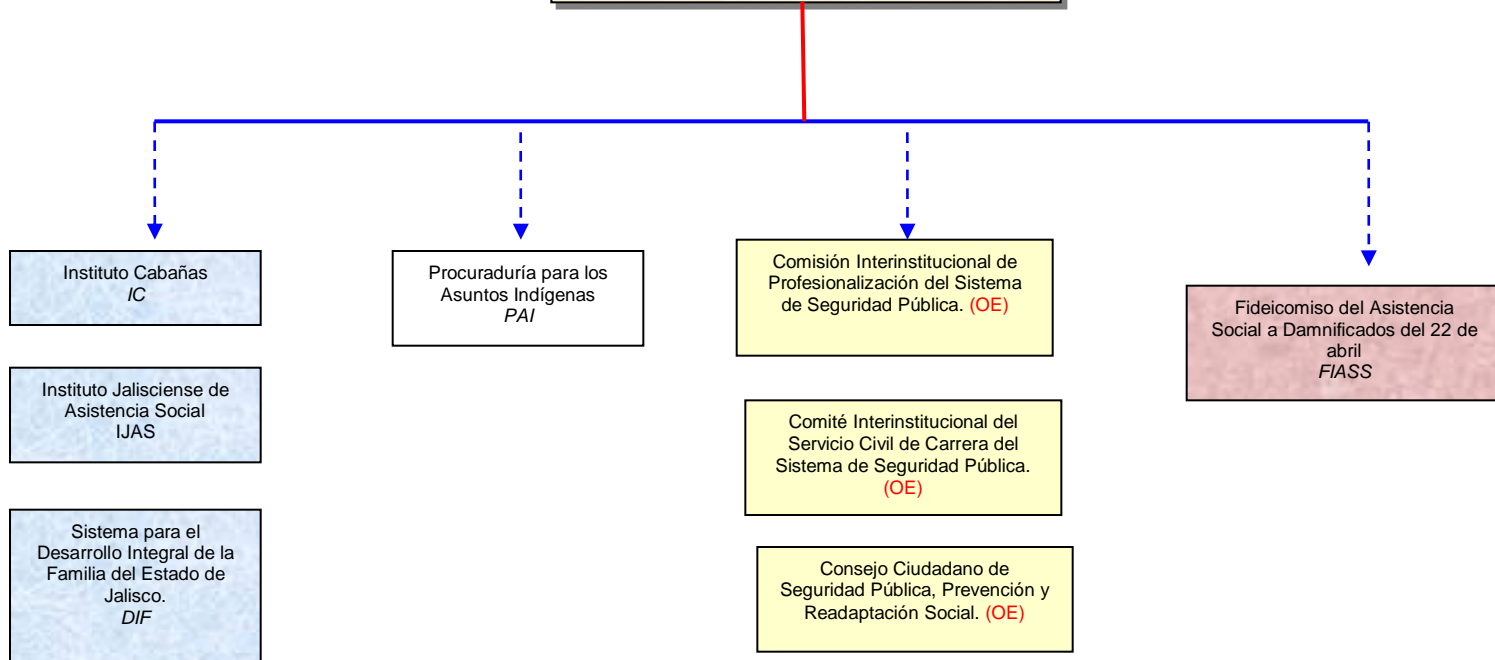 Instituto Cabañas
IC
Instituto Jalisciense de
Asistencia Social
IJAS
Sistema para el
Desarrollo Integral de la
Familia del Estado de
Jalisco.
DIF
Procuraduría para los
Asuntos Indígenas
PAI
Comisión Interinstitucional de
Profesionalización del Sistema
de Seguridad Pública. (OE)
Comité Interinstitucional del
Servicio Civil de Carrera del
Sistema de Seguridad Pública.
(OE)
Consejo Ciudadano de
Seguridad Pública, Prevención y
Readaptación Social. (OE)
Fideicomiso del Asistencia
Social a Damnificados del 22 de
abril
FIASS